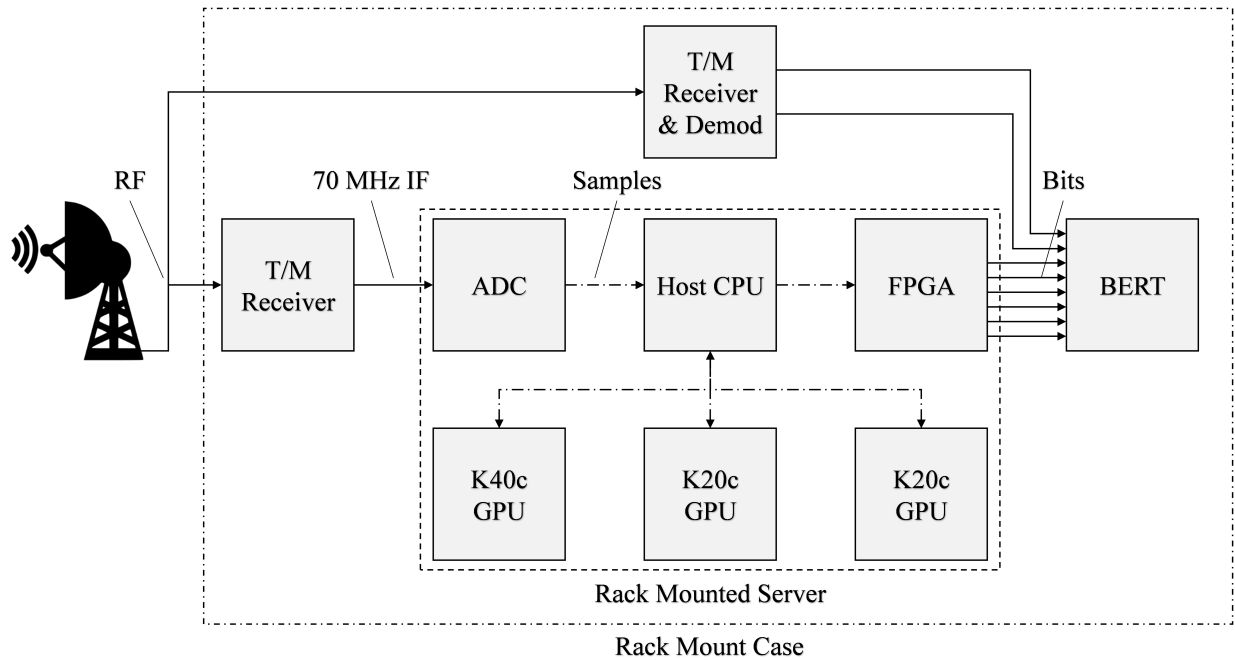 T/M
Receiver
& Demod
RF
70 MHz IF
Samples
Bits
T/M
Receiver
ADC
Host CPU
FPGA
BERT
K40c
GPU
K20c
GPU
K20c
GPU
Rack Mounted Server
Rack Mount Case